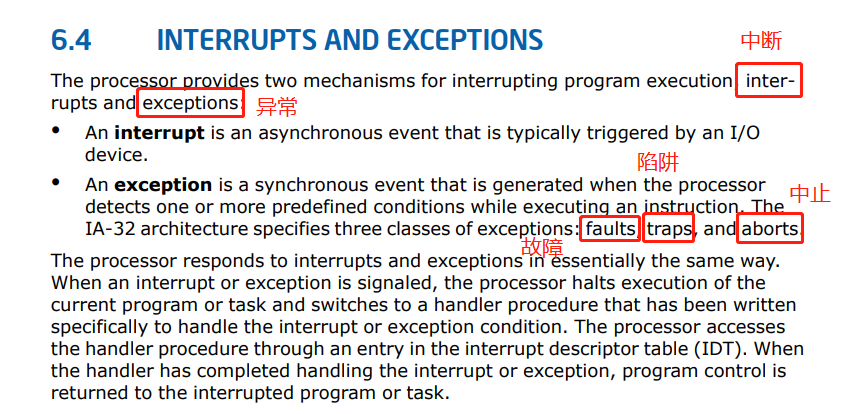 6.4 INTERRUPTS AND EXCEPTIONS
中断
The processor provides two mechanisms for interrupting program execution, inter-
rupts and exceptions:
异常
• An interrupt is an asynchronous event that is typically triggered by an I/O
device.
陷阱
• An exception is a synchronous event that is generated when the processor
中止
detects one or more predefined conditions while executing an instruction. The
IA-32 architecture specifies three classes of exceptions: faults, traps, and aborts.
故障
The processor responds to interrupts and exceptions in essentially the same way.
When an interrupt or exception is signaled, the processor halts execution of the
current program or task and switches to a handler procedure that has been written
specifically to handle the interrupt or exception condition. The processor accesses
the handler procedure through an entry in the interrupt descriptor table (IDT). When
the handler has completed handling the interrupt or exception, program control is
returned to the interrupted program or task.